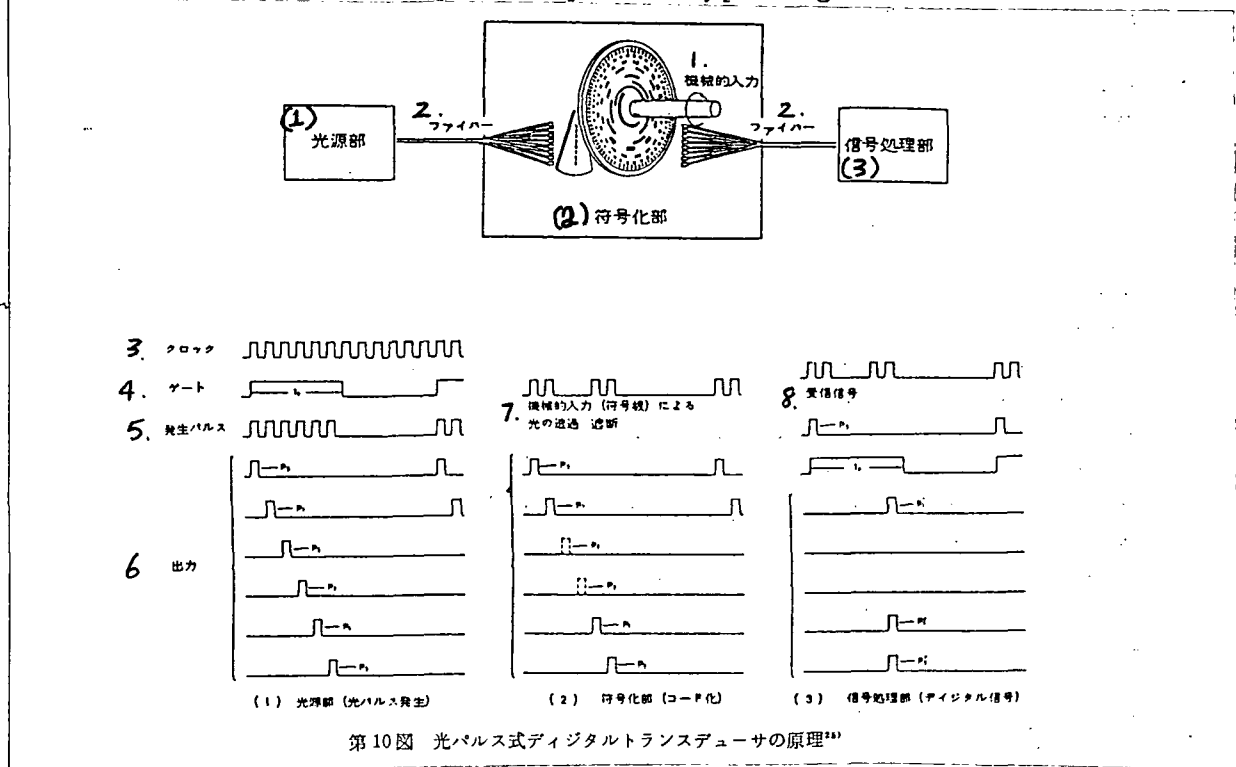 1.
機械的入力
(1)
光源部
2.
ファイバー
2.
ファイバー
信号処理部
(3)
(2) 符号化部
3. クロック
4. ゲート
5. 発生パルス
6 出力
7. 機械的入力 (符号板) による
光の透過 遮断
8. 受信信号
(1) 光源部 (光パルス発生)
(2) 符号化部 (コード化)
(3) 信号処理部 (ディジタル信号)
第10図 光パルス式ディジタルトランスデューサの原理